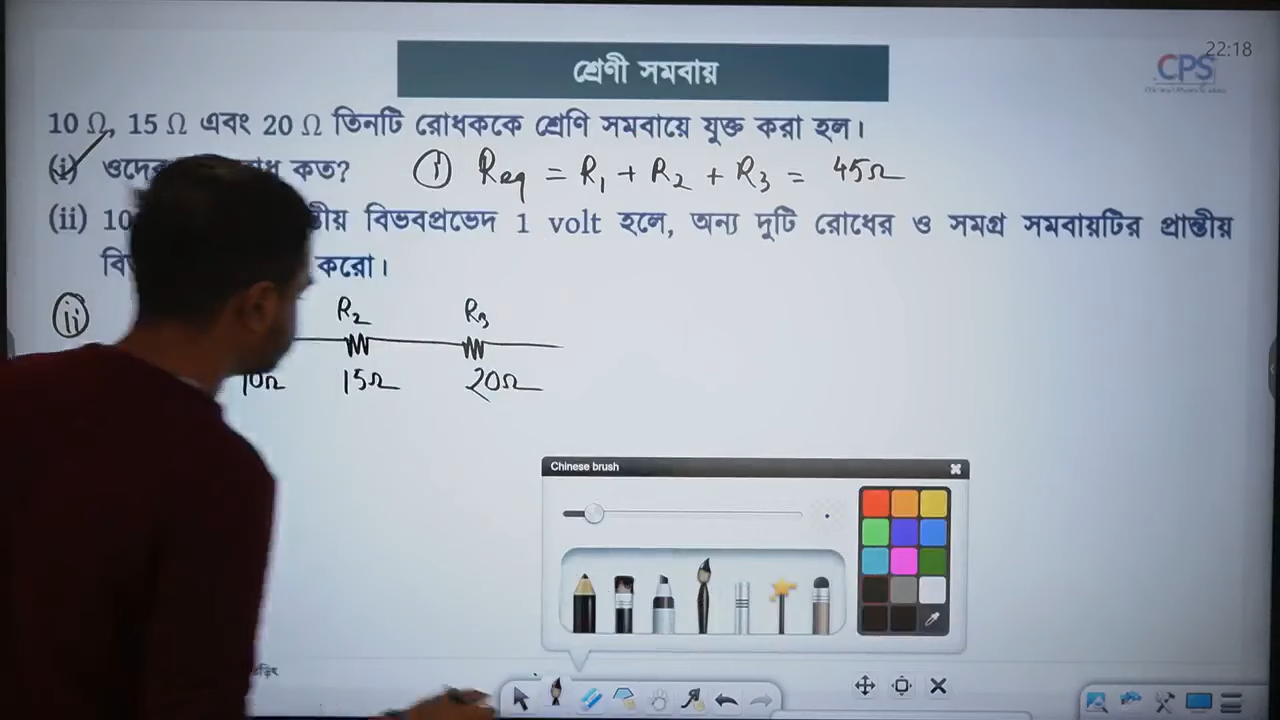 22:18
শ্রেণী সমবায়
CPS
10 Ω, 15 Ω এবং 20 Ω তিনটি রোধককে শ্রেণি সমবায়ে যুক্ত করা হল।
(i) ওদের কত?
(i) Req = R1 + R2 + R3 = 45Ω
(ii) 10 বিভবপ্রভেদ 1 volt হলে, অন্য দুটি রোধের ও সমগ্র সমবায়টির প্রান্তীয়
করো।
(ii) R2 R3
10Ω 15Ω 20Ω
Chinese brush